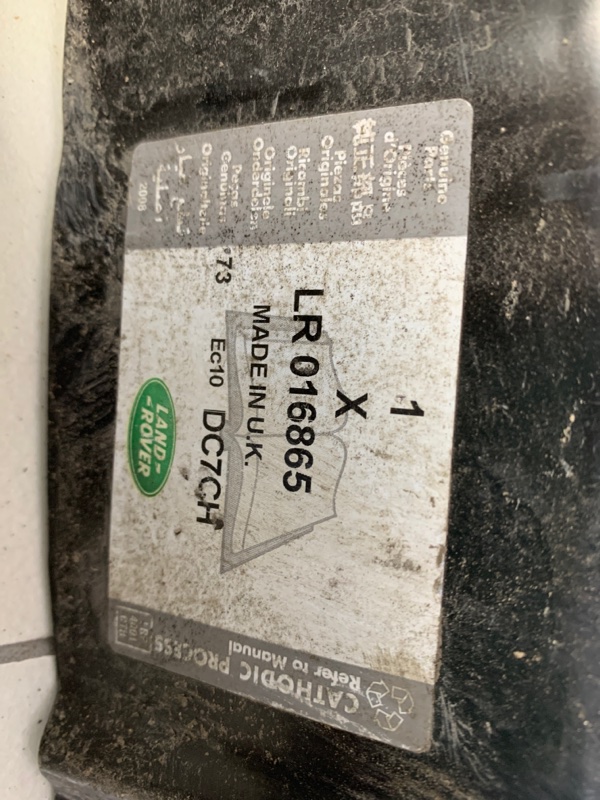 Genuine
Parts
Pièces
d'Origine
純正部品
Piezas
Originales
Ricambi
Originali
Originele
Onderdelen
Peças
Genuínas
Originalteile
2008
1
X
LR 016865
MADE IN U.K.
'73
Ec10 DC7CH
LAND-
-ROVER
CATHODIC PROCESS
Refer to Manual